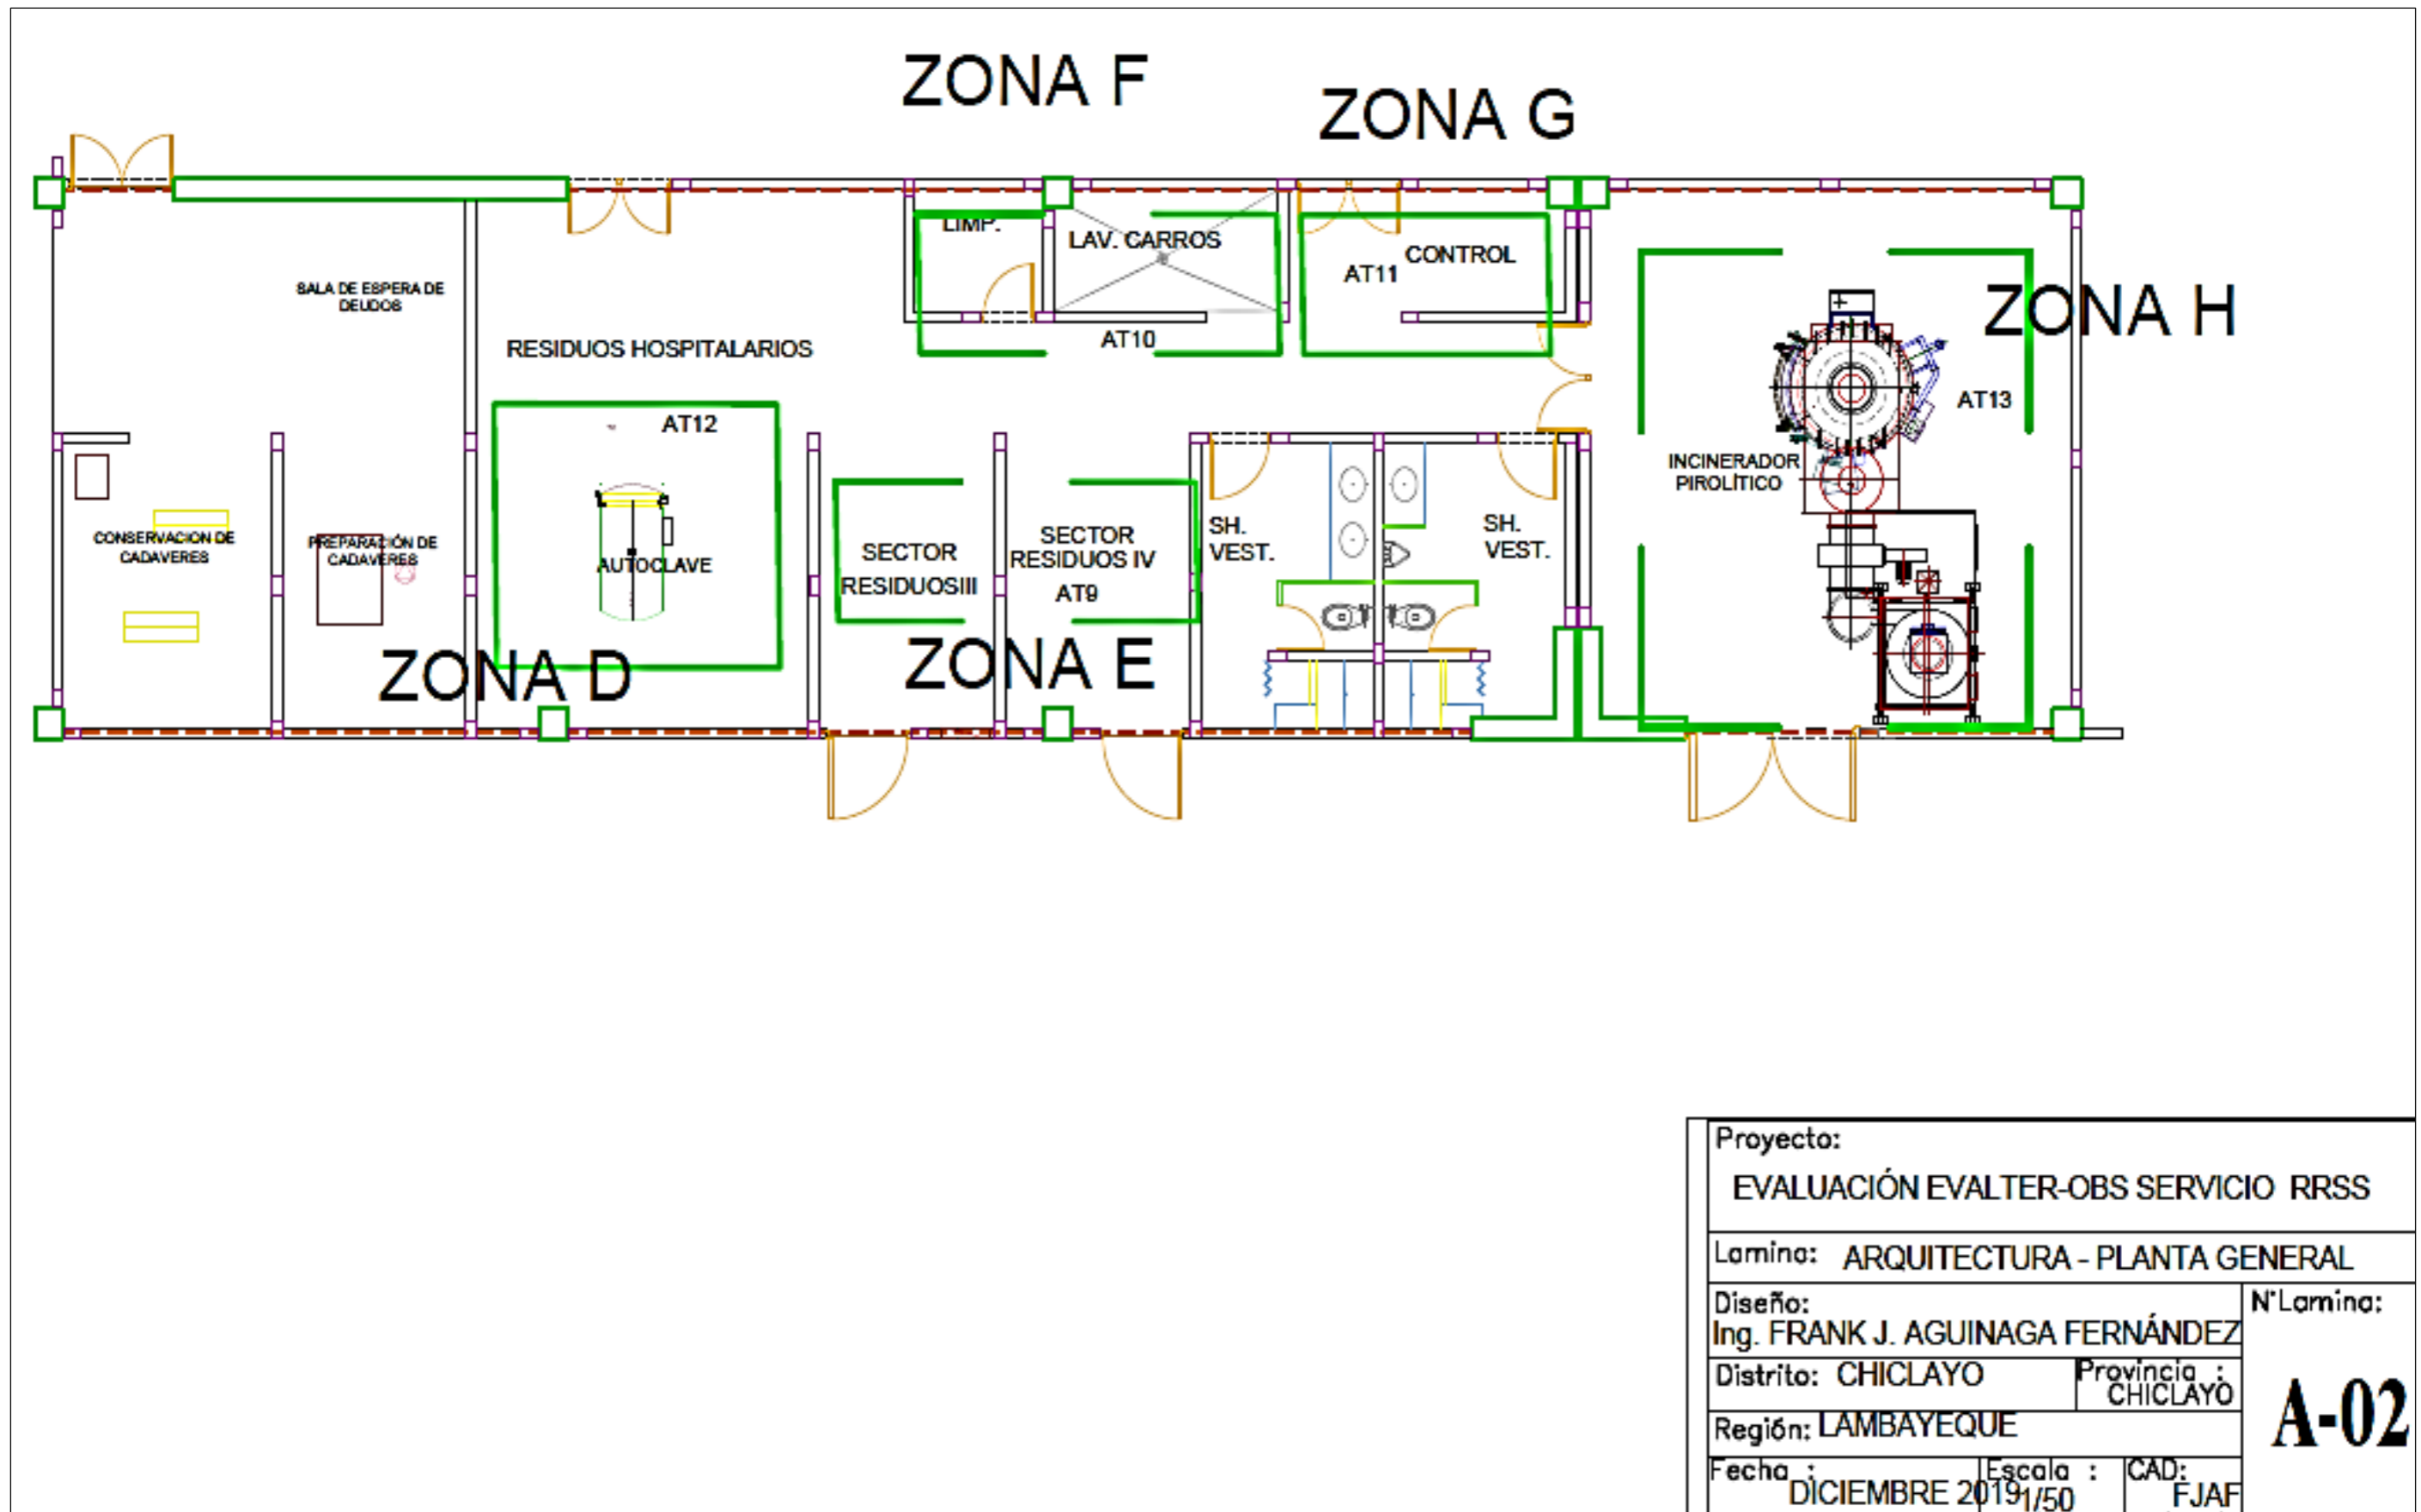 ZONA F
ZONA G
LIMP.
LAV. CARROS
CONTROL
AT11
SALA DE ESPERA DE
DEUDOS
ZONA H
RESIDUOS HOSPITALARIOS
AT10
AT12
AT13
INCINERADOR
PIROLÍTICO
CONSERVACION DE
CADAVERES
PREPARACIÓN DE
CADAVERES
AUTOCLAVE
SECTOR
RESIDUOSIII
SECTOR
RESIDUOS IV
AT9
SH.
VEST.
SH.
VEST.
ZONA D
ZONA E
Proyecto:
EVALUACIÓN EVALTER-OBS SERVICIO RRSS
Lamina: ARQUITECTURA - PLANTA GENERAL
Diseño:
Ing. FRANK J. AGUINAGA FERNÁNDEZ
N°Lamina:
A-02
Distrito: CHICLAYO
Provincia :
CHICLAYO
Región: LAMBAYEQUE
Fecha :
DICIEMBRE 2019
Escala :
1/50
CAD:
FJAF